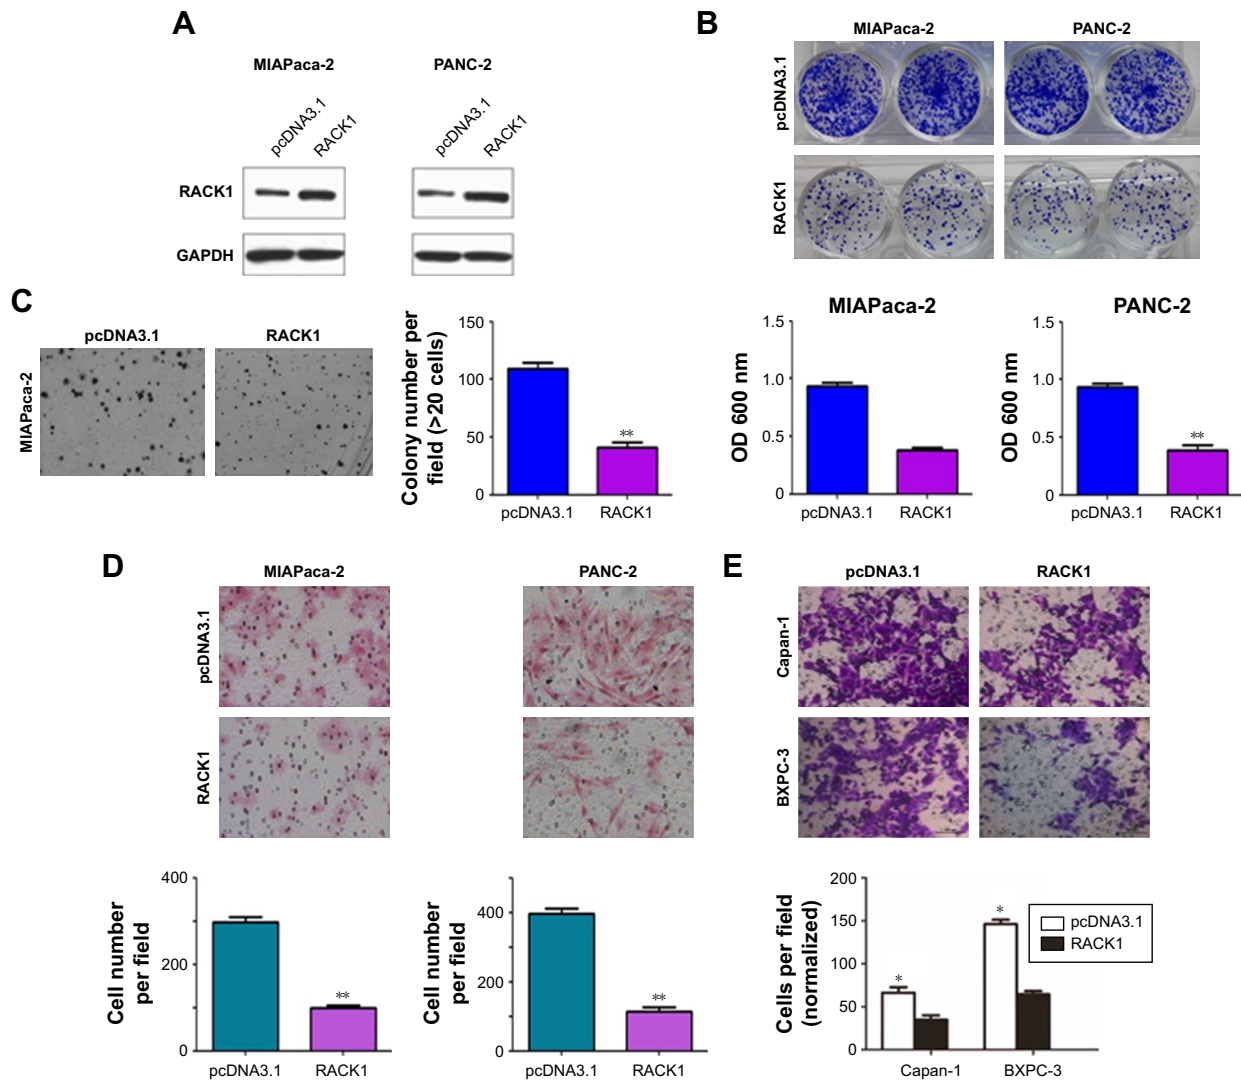 A
MIAPaca-2
PANC-2
pcDNA3.1
RACK1
pcDNA3.1
RACK1
RACK1
GAPDH
B
MIAPaca-2
PANC-2
pcDNA3.1
RACK1
MIAPaca-2
PANC-2
OD 600 nm
1.5
1.0
0.5
0
pcDNA3.1
RACK1
OD 600 nm
1.5
1.0
0.5
0
**
pcDNA3.1
RACK1
C
pcDNA3.1
RACK1
MIAPaca-2
Colony number per
field (>20 cells)
150
100
50
0
**
pcDNA3.1
RACK1
D
MIAPaca-2
PANC-2
pcDNA3.1
RACK1
Cell number
per field
400
200
0
**
pcDNA3.1
RACK1
Cell number
per field
400
200
0
**
pcDNA3.1
RACK1
E
pcDNA3.1
RACK1
Capan-1
BXPC-3
Cells per field
(normalized)
200
150
100
50
0
*
*
pcDNA3.1
RACK1
Capan-1
BXPC-3